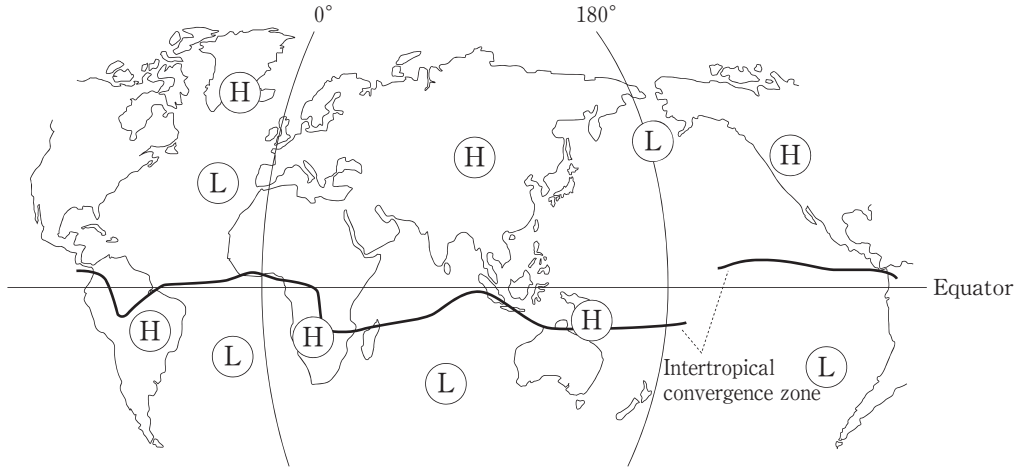 0° 180°
H
L
H
L
H
Equator
H
H
H
L
L
L
Intertropical
convergence zone